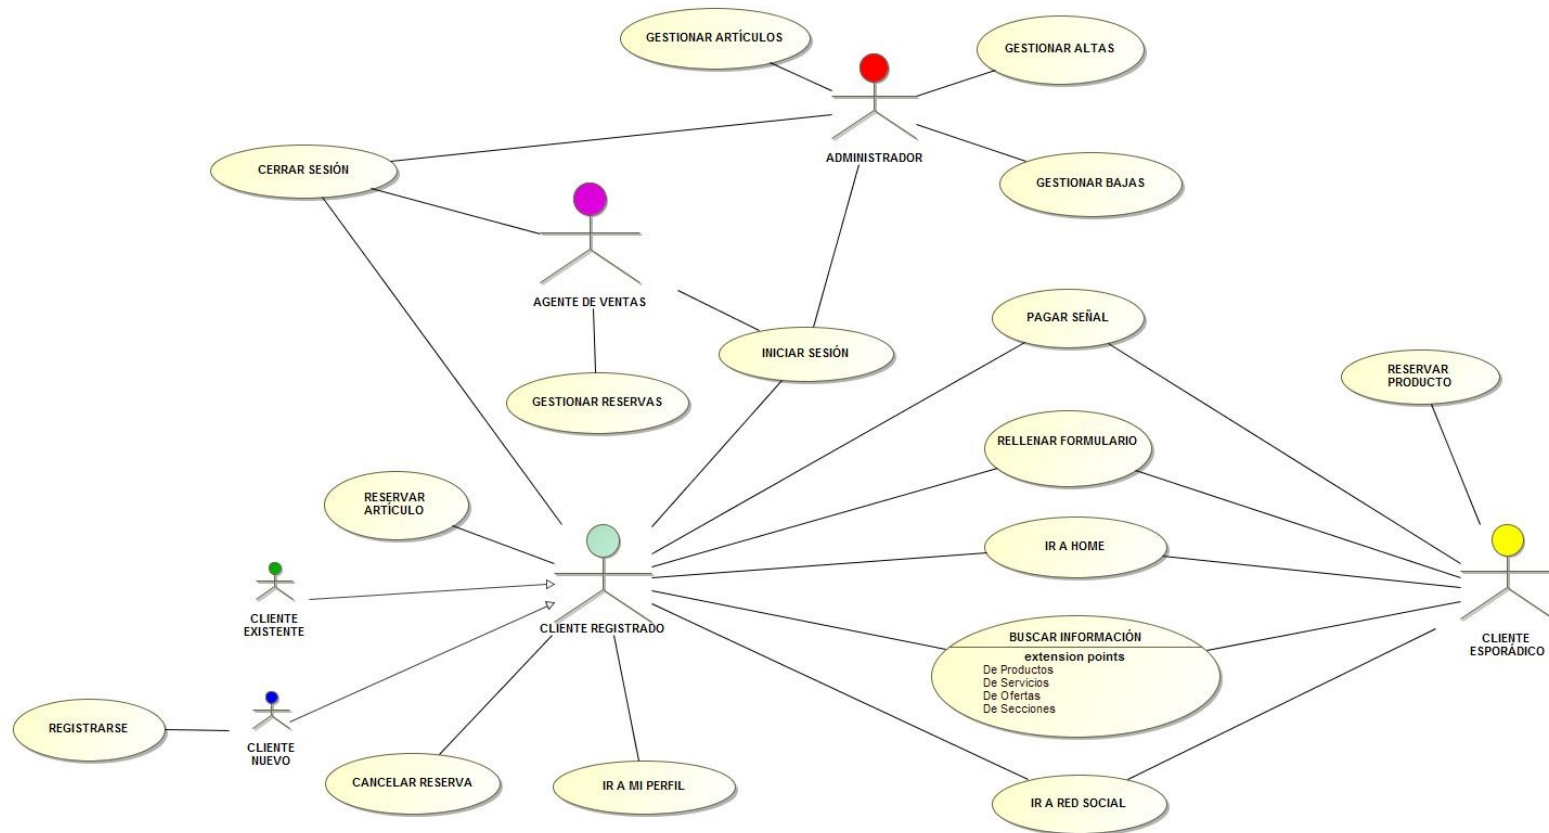 GESTIONAR ARTÍCULOS
GESTIONAR ALTAS
ADMINISTRADOR
CERRAR SESIÓN
GESTIONAR BAJAS
AGENTE DE VENTAS
PAGAR SEÑAL
INICIAR SESIÓN
RESERVAR
PRODUCTO
GESTIONAR RESERVAS
RELLENAR FORMULARIO
RESERVAR
ARTÍCULO
IR A HOME
CLIENTE
EXISTENTE
CLIENTE REGISTRADO
BUSCAR INFORMACIÓN
extension points
De Productos
De Servicios
De Ofertas
De Secciones
CLIENTE
ESPORÁDICO
REGISTRARSE
CLIENTE
NUEVO
CANCELAR RESERVA
IR A MI PERFIL
IR A RED SOCIAL